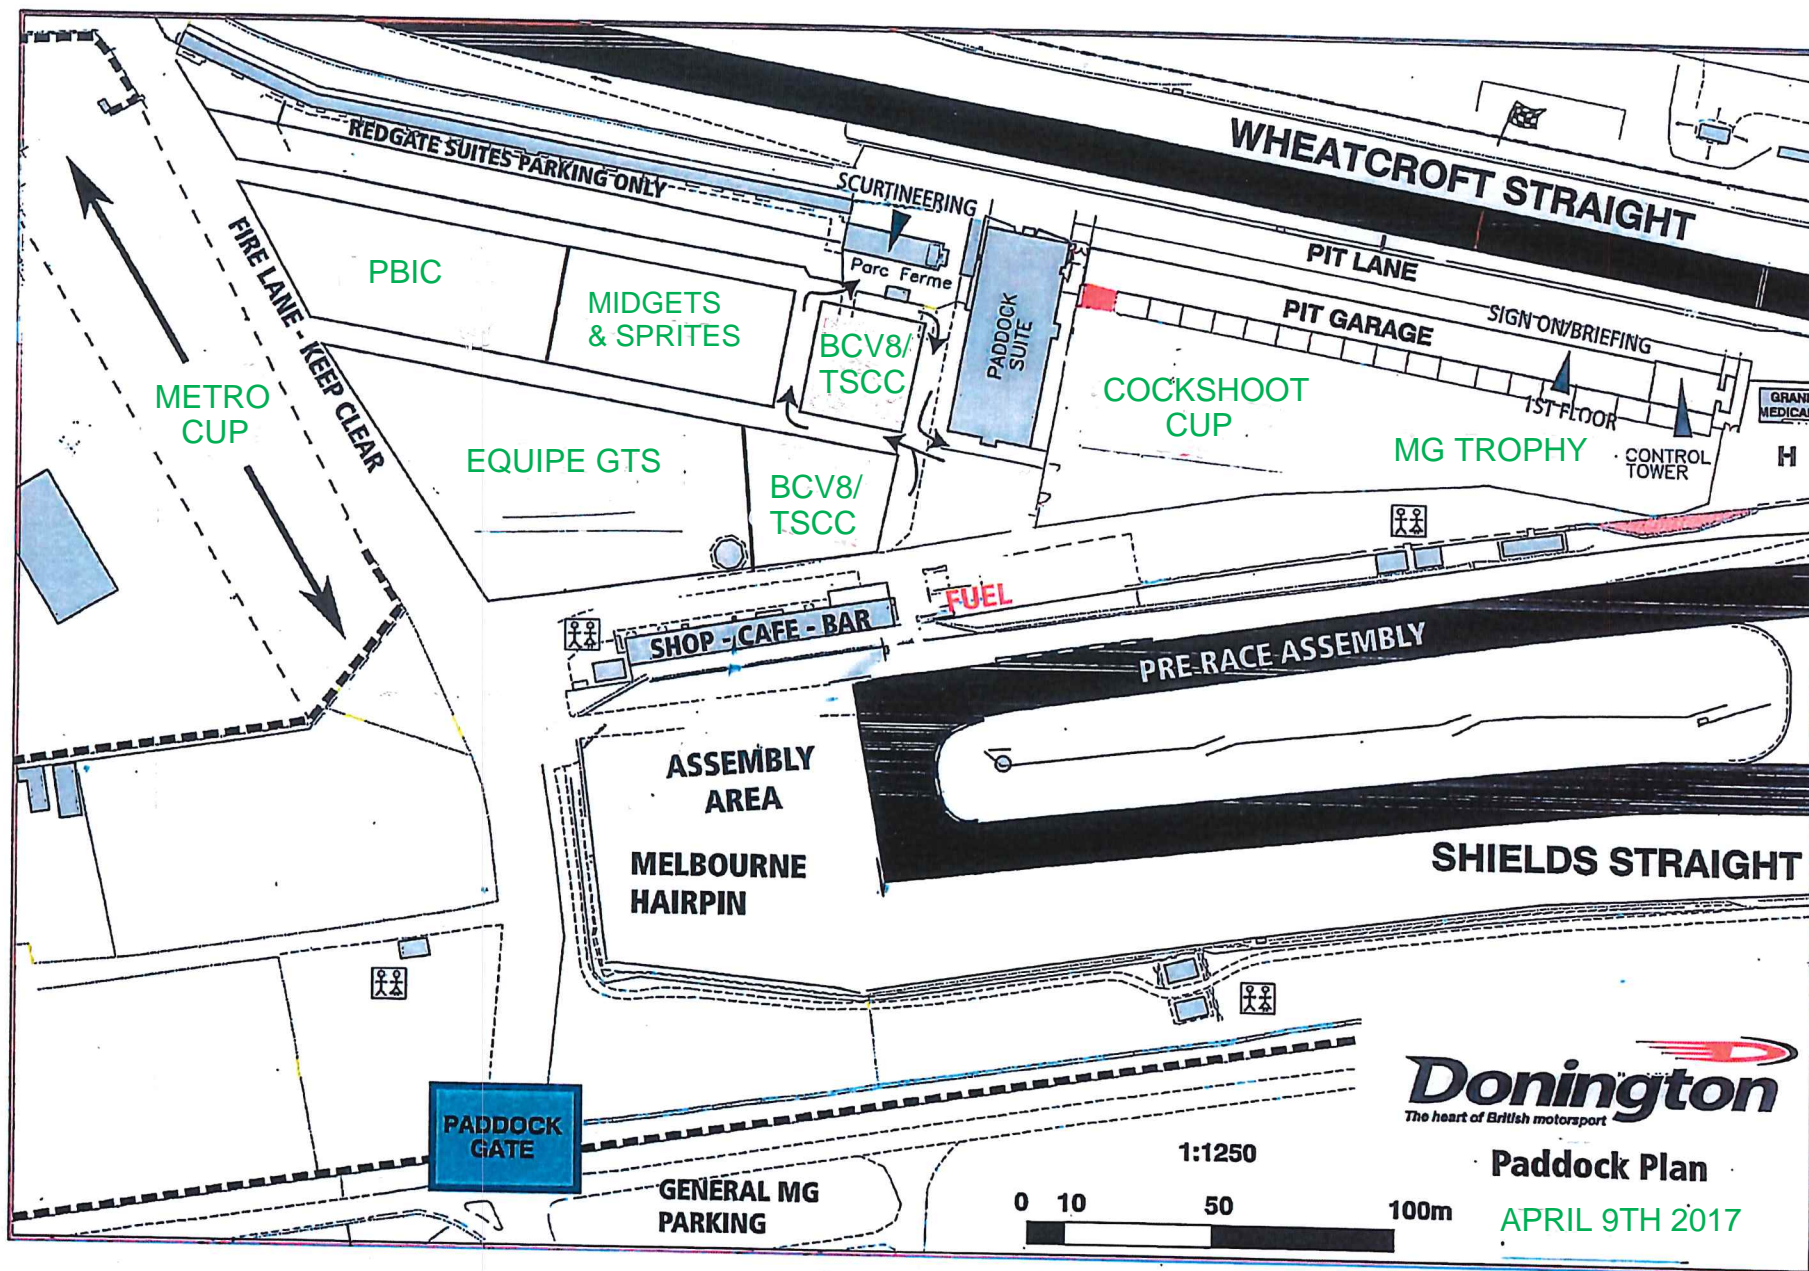 WHEATCROFT STRAIGHT
REDGATE SUITES PARKING ONLY
SCURTINEERING
Parc Ferme
PIT LANE
PIT GARAGE
SIGN ON/BRIEFING
1ST FLOOR
CONTROL
TOWER
GRAN
MEDICA
H
PADDOCK
SUITE
FIRE LANE - KEEP CLEAR
PBIC
MIDGETS
& SPRITES
BCV8/
TSCC
METRO
CUP
COCKSHOOT
CUP
MG TROPHY
EQUIPE GTS
BCV8/
TSCC
FUEL
SHOP - CAFE - BAR
PRE-RACE ASSEMBLY
ASSEMBLY
AREA
MELBOURNE
HAIRPIN
SHIELDS STRAIGHT
PADDOCK
GATE
GENERAL MG
PARKING
1:1250
0 10 50 100m
Donington
The heart of British motorsport
Paddock Plan
APRIL 9TH 2017